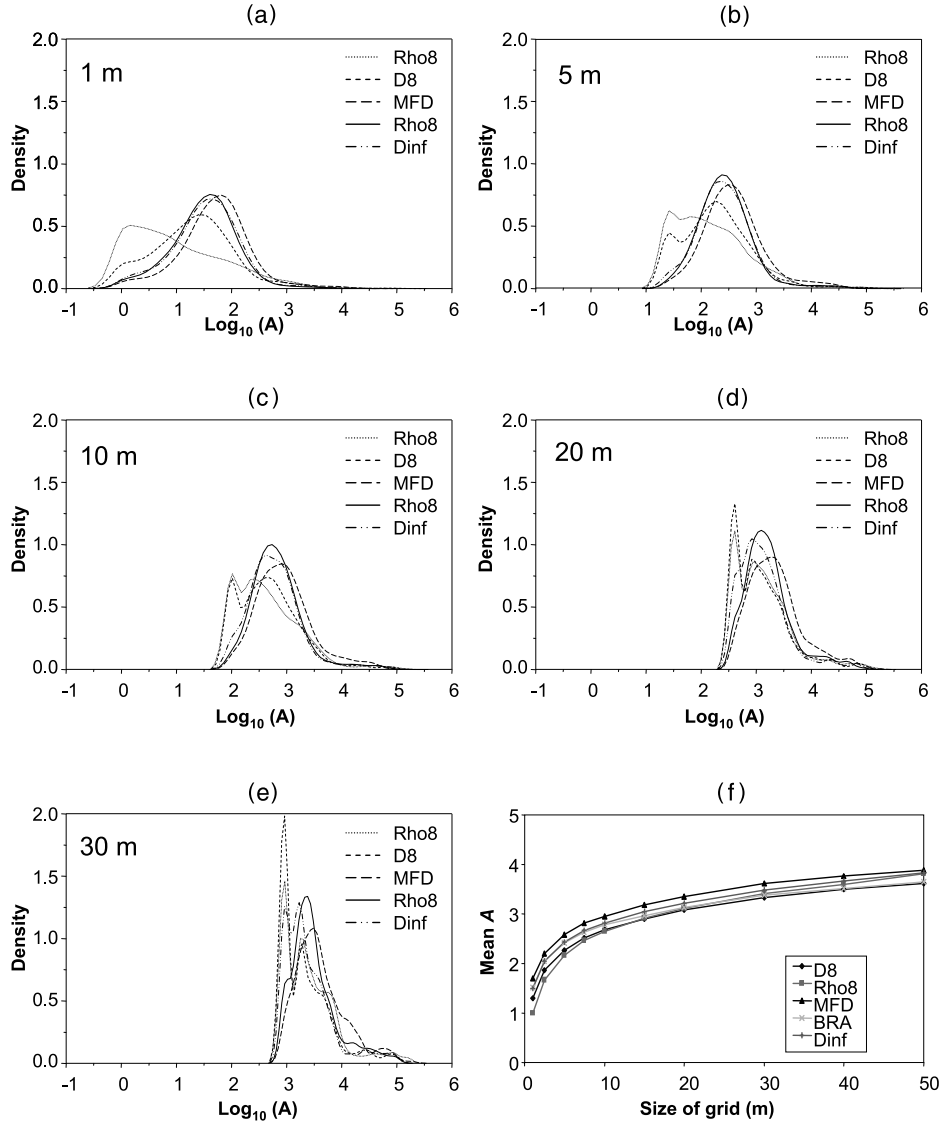 (a)
2.0
1.5
1.0
0.5
0.0
Density
1 m
Rho8
D8
MFD
Rho8
Dinf
-1 0 1 2 3 4 5 6
Log10 (A)
(b)
2.0
1.5
1.0
0.5
0.0
Density
5 m
Rho8
D8
MFD
Rho8
Dinf
-1 0 1 2 3 4 5 6
Log10 (A)
(c)
2.0
1.5
1.0
0.5
0.0
Density
10 m
Rho8
D8
MFD
Rho8
Dinf
-1 0 1 2 3 4 5 6
Log10 (A)
(d)
2.0
1.5
1.0
0.5
0.0
Density
20 m
Rho8
D8
MFD
Rho8
Dinf
-1 0 1 2 3 4 5 6
Log10 (A)
(e)
2.0
1.5
1.0
0.5
0.0
Density
30 m
Rho8
D8
MFD
Rho8
Dinf
-1 0 1 2 3 4 5 6
Log10 (A)
(f)
5
4
3
2
1
0
Mean A
D8
Rho8
MFD
BRA
Dinf
0 10 20 30 40 50
Size of grid (m)